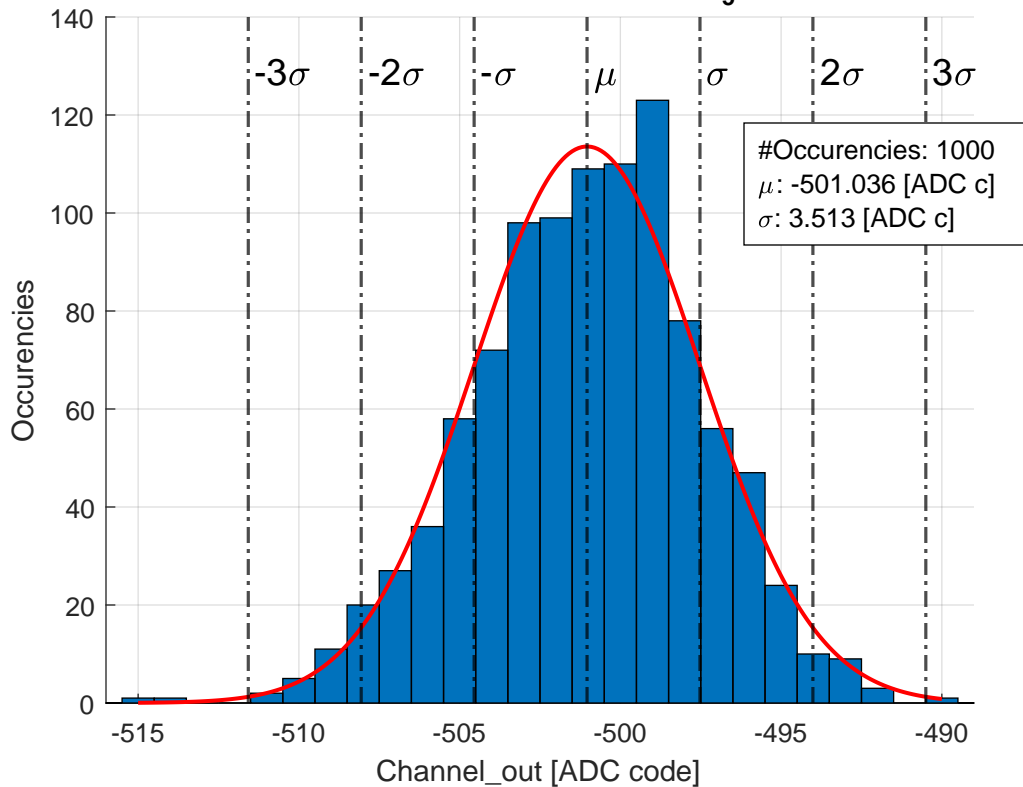 140
120
100
80
60
40
20
0
-3σ
-2σ
-σ
μ
σ
2σ
3σ
#Occurencies: 1000
μ: -501.036 [ADC c]
σ: 3.513 [ADC c]
Occurencies
-515
-510
-505
-500
-495
-490
Channel_out [ADC code]